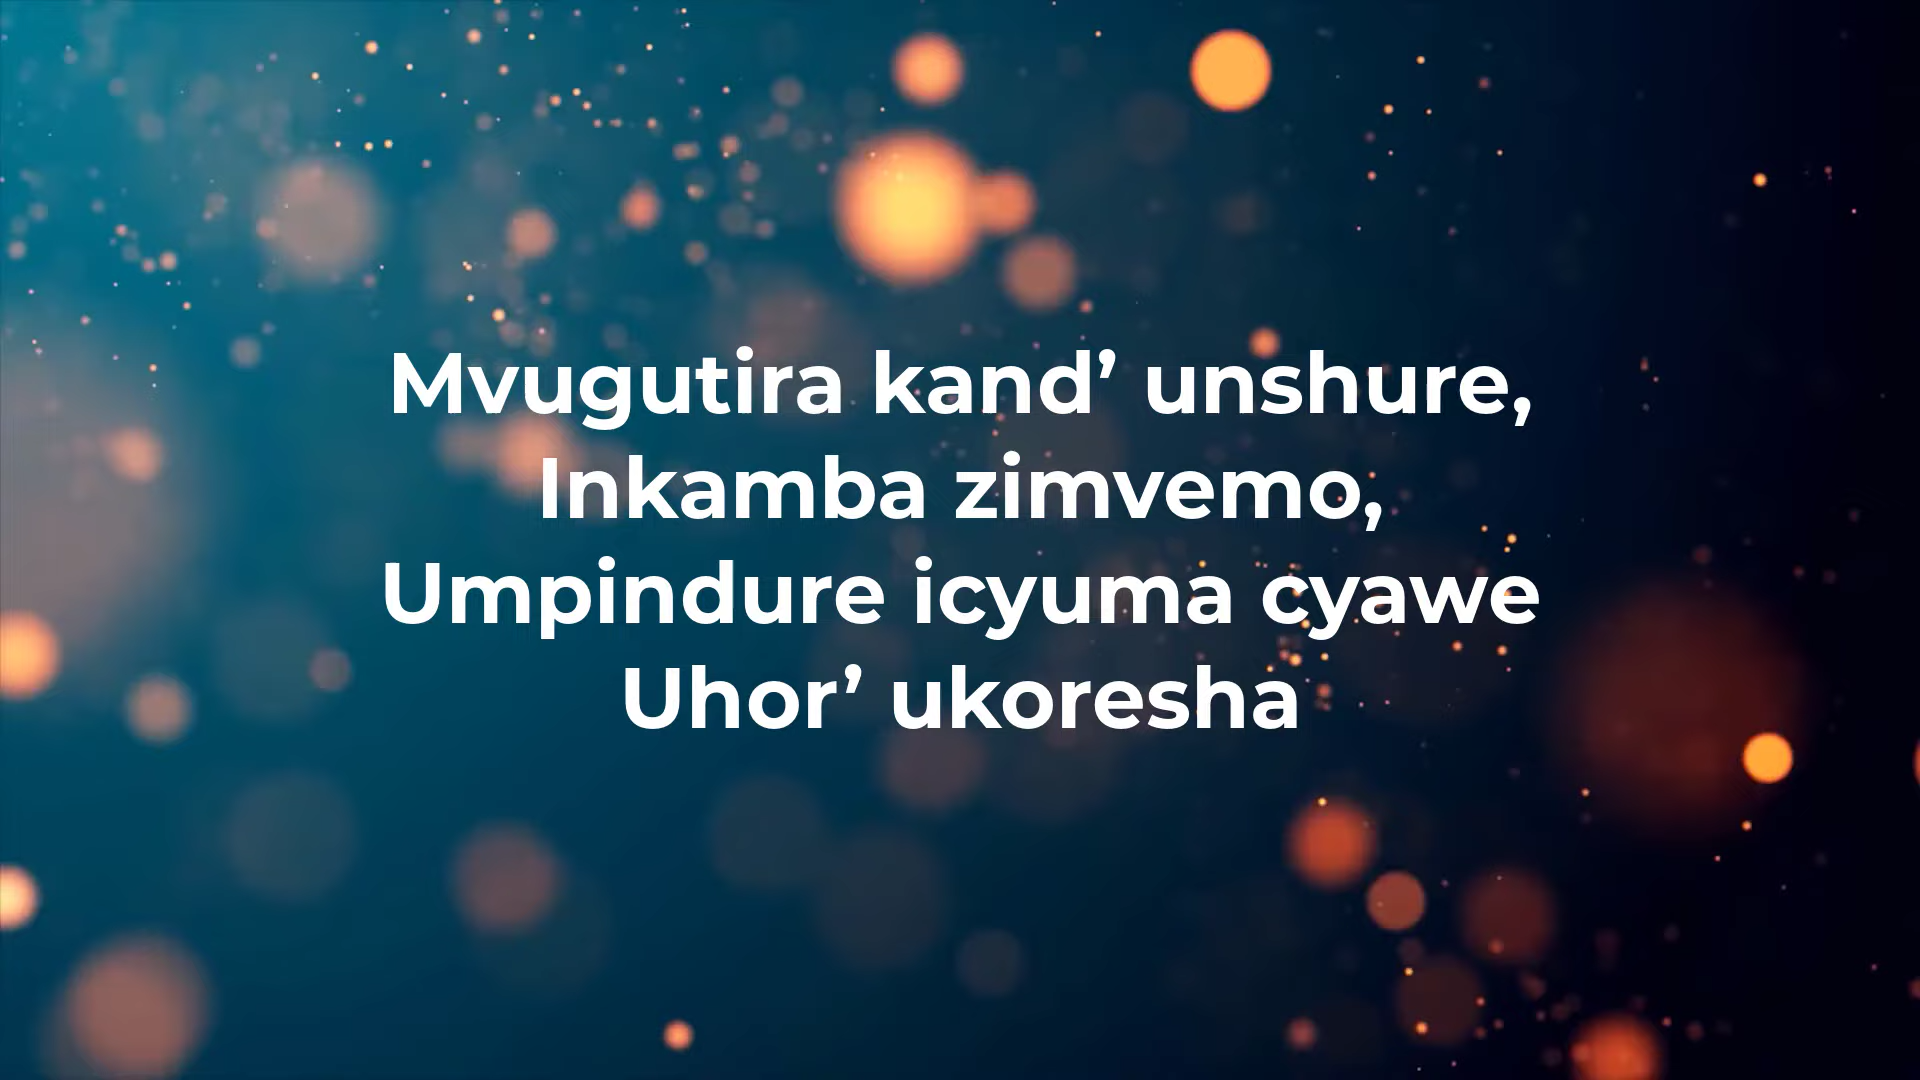 Mvugutira kand’ unshure,
Inkamba zimvemo,
Umpindure icyuma cyawe
Uhor’ ukoresha